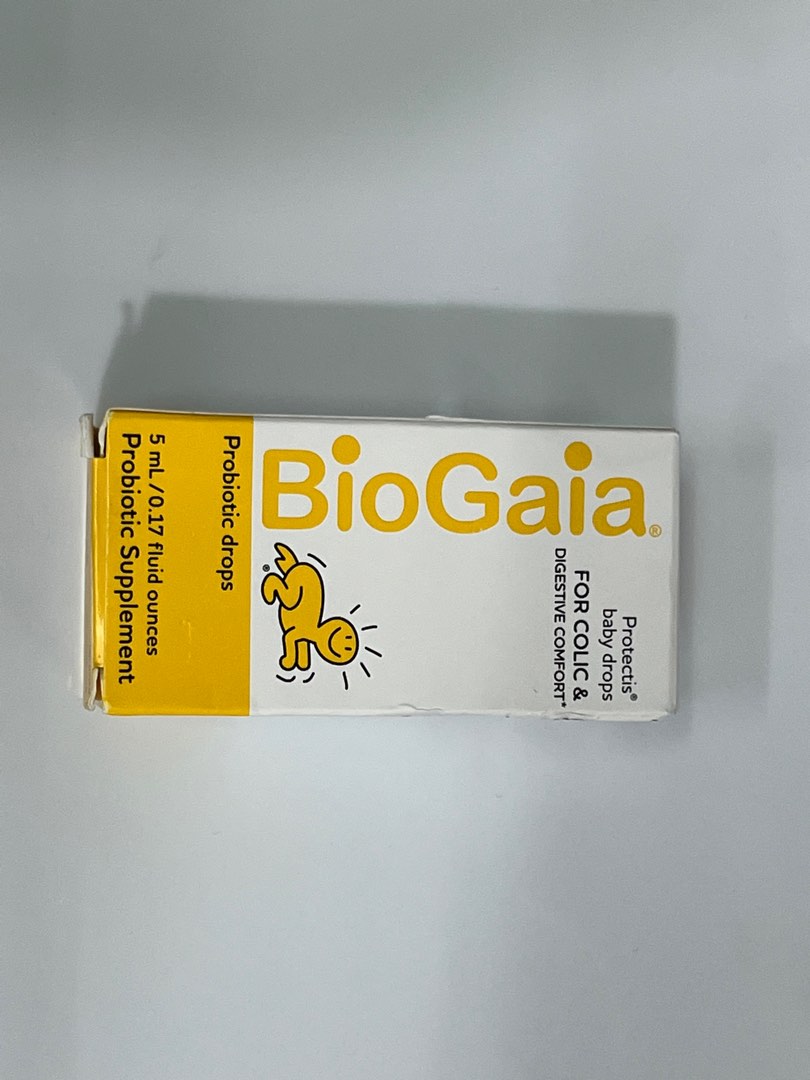 BioGaia®
Protectis®
baby drops
FOR COLIC &
DIGESTIVE COMFORT*
®
Probiotic drops
5 mL / 0.17 fluid ounces
Probiotic Supplement